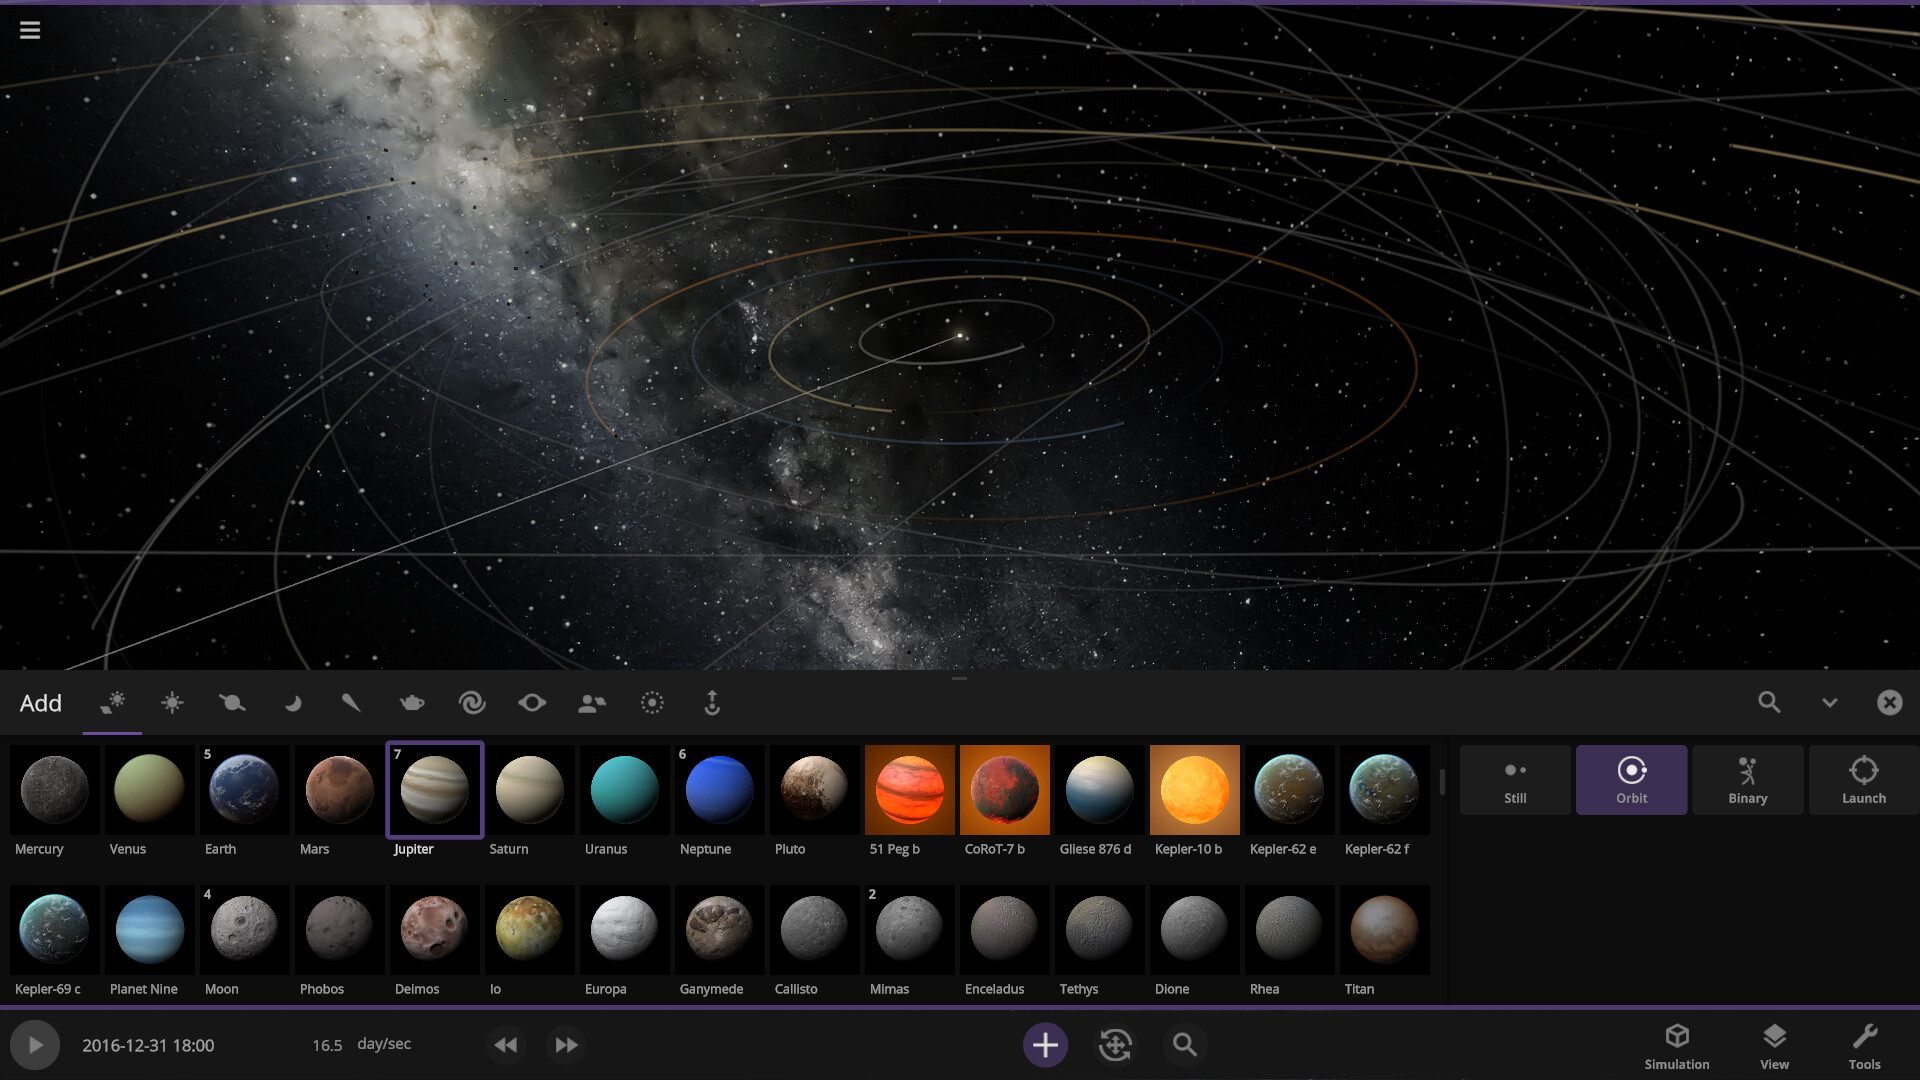 Add
5
7
6
Mercury Venus Earth Mars Jupiter Saturn Uranus Neptune Pluto 51 Peg b CoRoT-7 b Gliese 876 d Kepler-10 b Kepler-62 e Kepler-62 f
4
2
Kepler-69 c Planet Nine Moon Phobos Deimos Io Europa Ganymede Callisto Mimas Enceladus Tethys Dione Rhea Titan
Still Orbit Binary Launch
2016-12-31 18:00 16.5 day/sec
Simulation View Tools